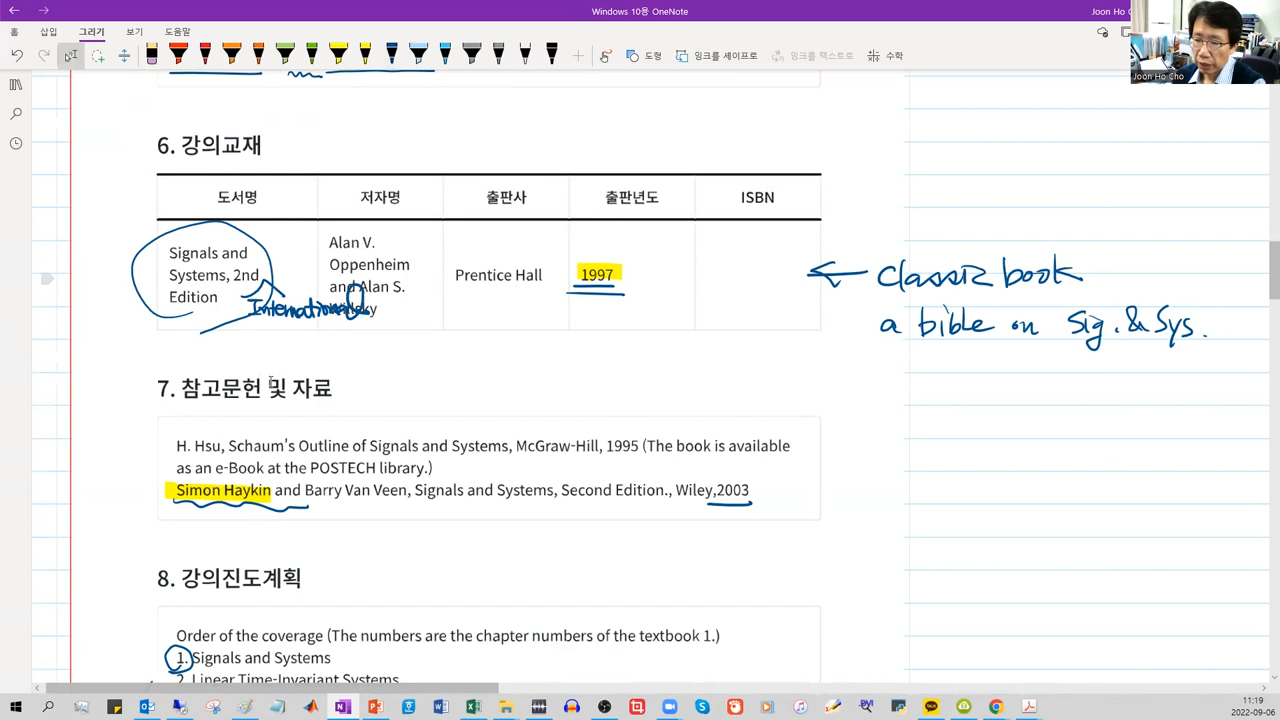 Windows 10용 OneNote
Joon Ho C
홈 삽입 그리기 보기 도움말
도형 잉크를 셰이프로 잉크를 텍스트로 수학
Joon Ho Cho
6. 강의교재
도서명 저자명 출판사 출판년도 ISBN
Signals and Systems, 2nd Edition
Alan V. Oppenheim and Alan S. Willsky
Prentice Hall
1997
International
classic book
a bible on Sig. & Sys.
7. 참고문헌 및 자료
H. Hsu, Schaum's Outline of Signals and Systems, McGraw-Hill, 1995 (The book is available
as an e-Book at the POSTECH library.)
Simon Haykin and Barry Van Veen, Signals and Systems, Second Edition., Wiley,2003
8. 강의진도계획
Order of the coverage (The numbers are the chapter numbers of the textbook 1.)
1. Signals and Systems
2. Linear Time-Invariant Systems
11:19
2022-09-06